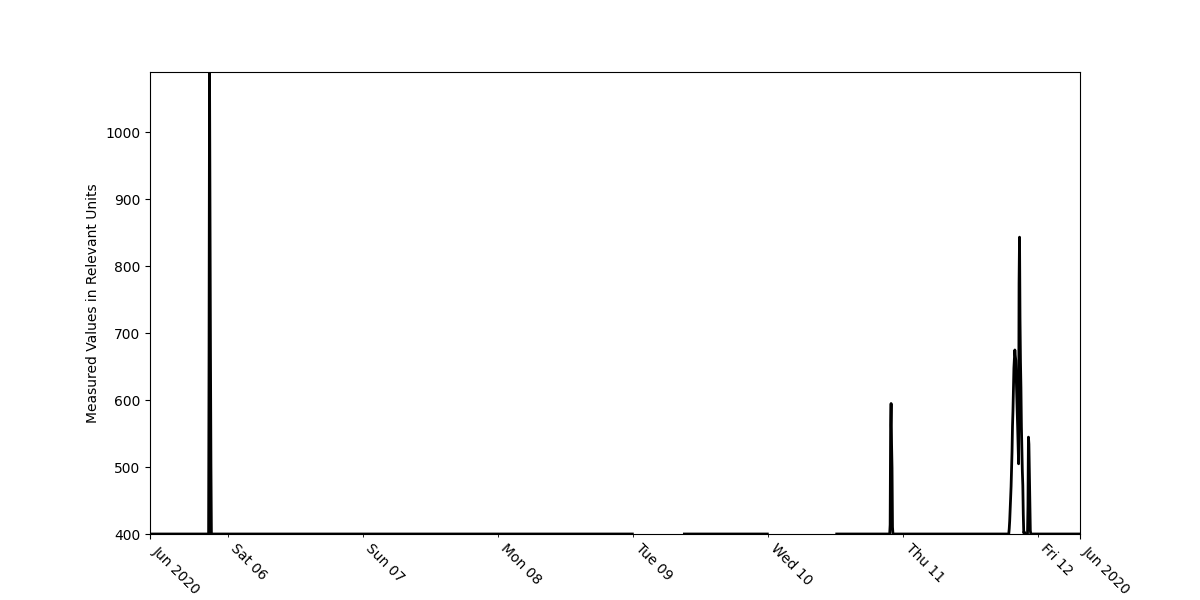 Measured Values in Relevant Units
1000
900
800
700
600
500
400
Jun 2020
Sat 06
Sun 07
Mon 08
Tue 09
Wed 10
Thu 11
Fri 12
Jun 2020